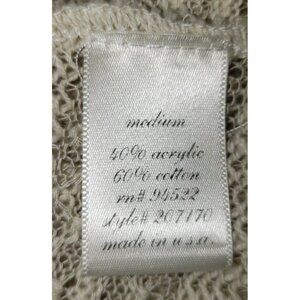 medium
40% acrylic
60% cotton
rn# 94522
style# 207170
made in u.s.a.